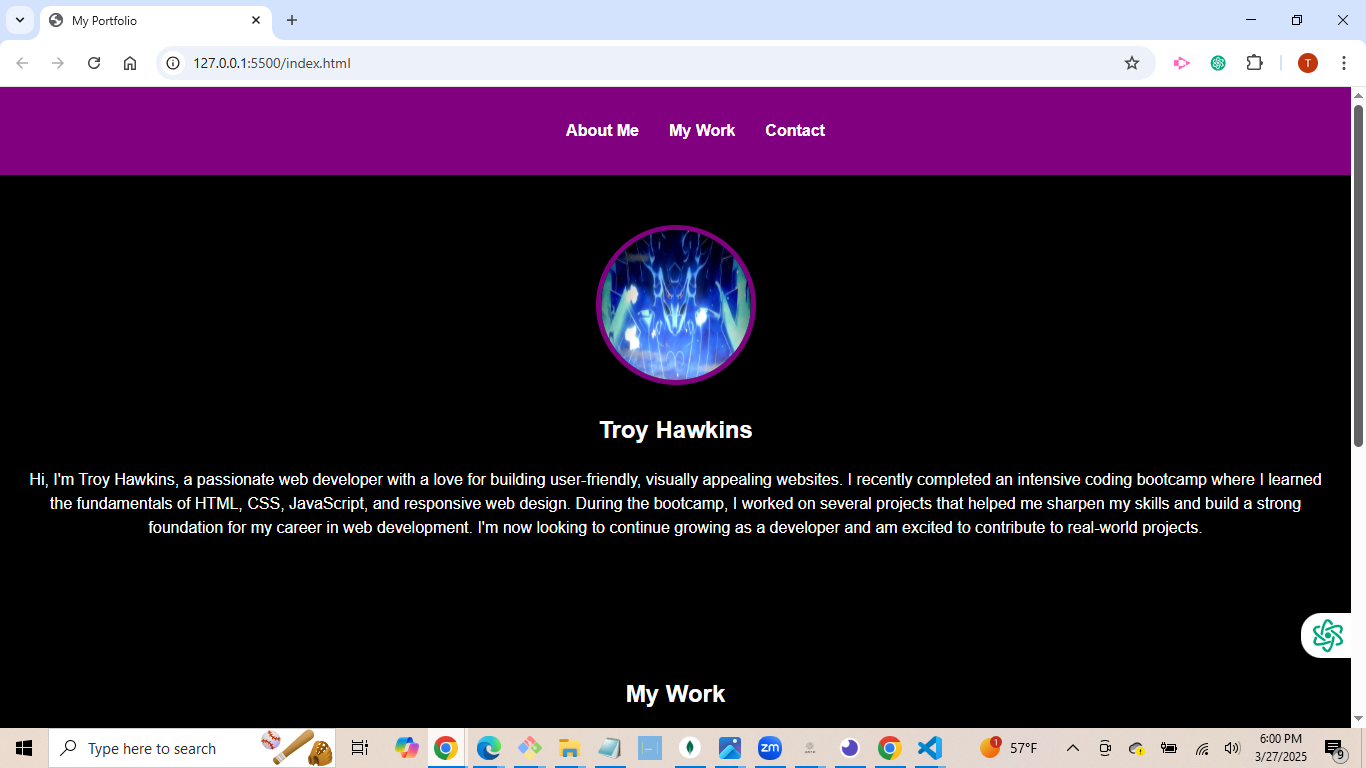 My Portfolio
127.0.0.1:5500/index.html
T
About Me My Work Contact
Troy Hawkins
Hi, I'm Troy Hawkins, a passionate web developer with a love for building user-friendly, visually appealing websites. I recently completed an intensive coding bootcamp where I learned
the fundamentals of HTML, CSS, JavaScript, and responsive web design. During the bootcamp, I worked on several projects that helped me sharpen my skills and build a strong
foundation for my career in web development. I'm now looking to continue growing as a developer and am excited to contribute to real-world projects.
My Work
Type here to search
zm
1
57°F
6:00 PM
3/27/2025
9